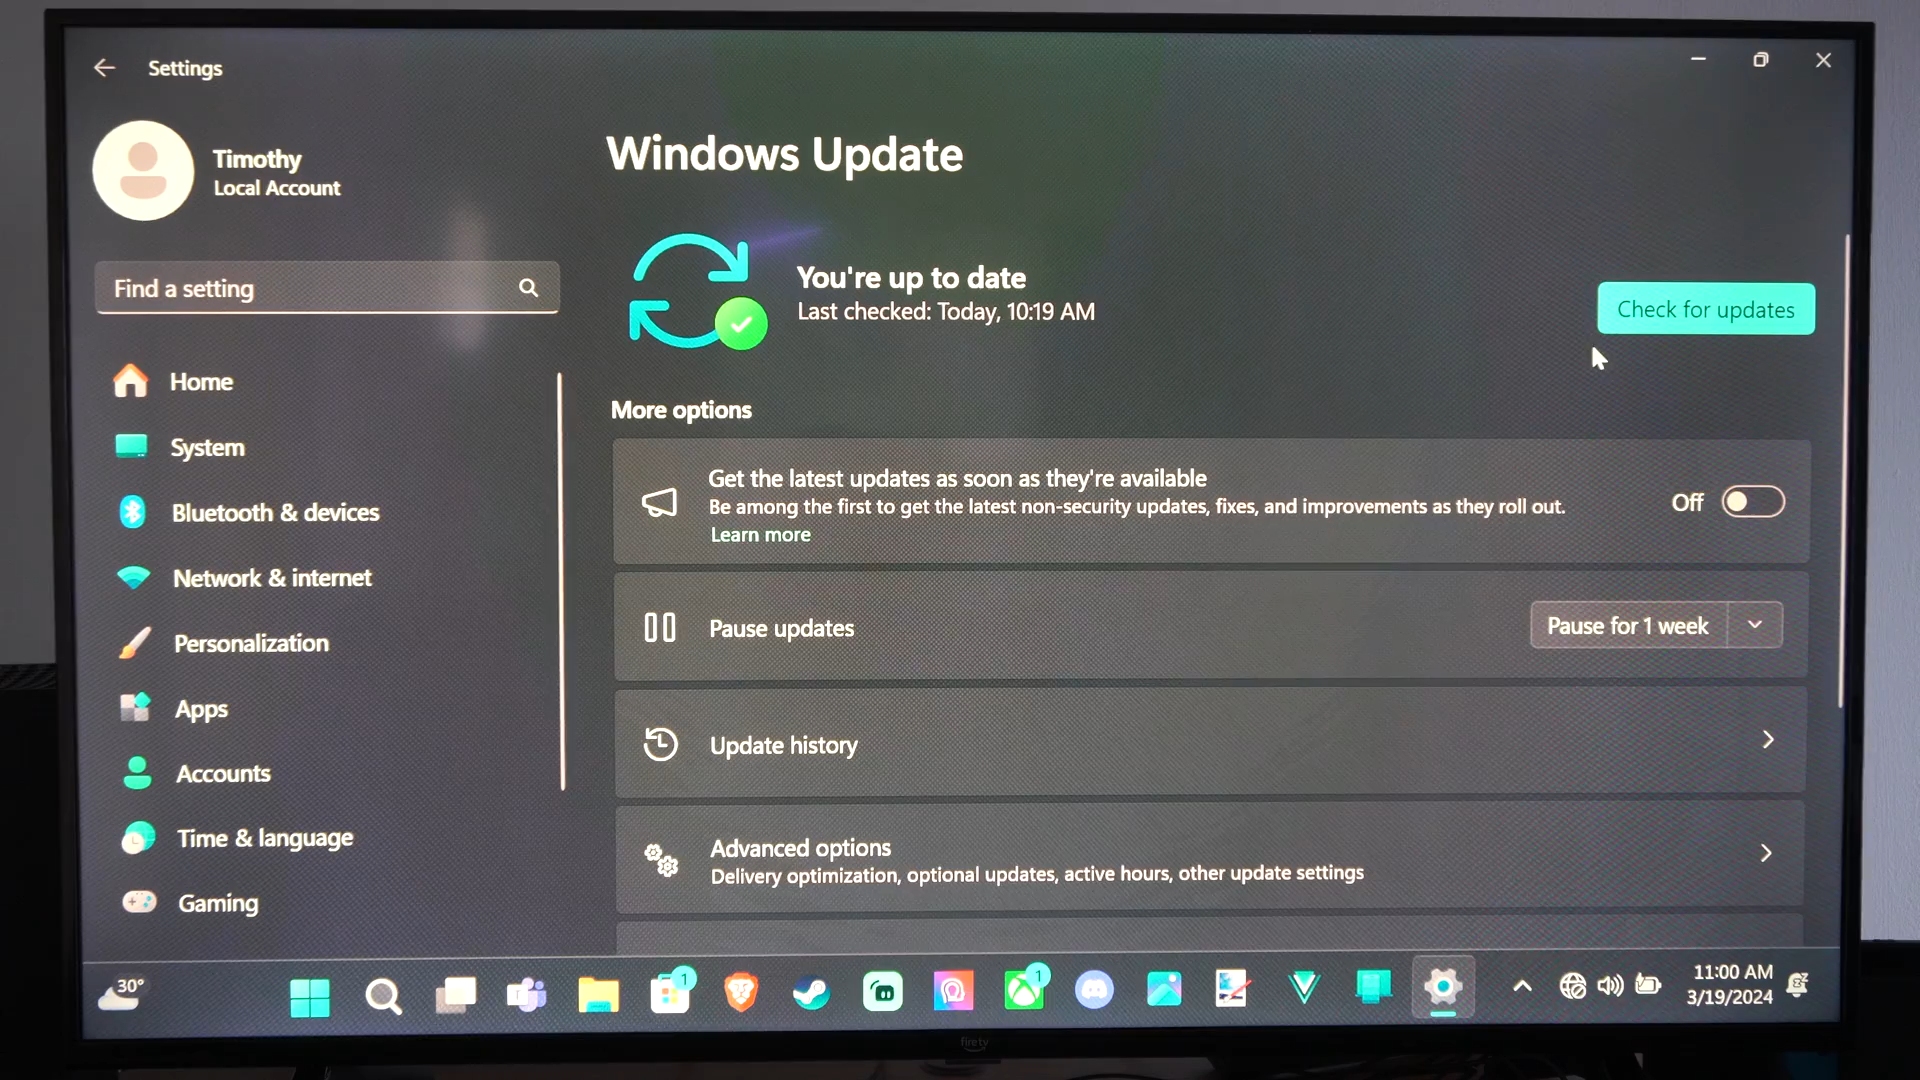 Settings
Timothy
Local Account
Find a setting
Home
System
Bluetooth & devices
Network & internet
Personalization
Apps
Accounts
Time & language
Gaming
Windows Update
You're up to date
Last checked: Today, 10:19 AM
Check for updates
More options
Get the latest updates as soon as they're available
Be among the first to get the latest non-security updates, fixes, and improvements as they roll out.
Learn more
Off
Pause updates
Pause for 1 week
Update history
Advanced options
Delivery optimization, optional updates, active hours, other update settings
30°
1
1
11:00 AM
3/19/2024
fire tv